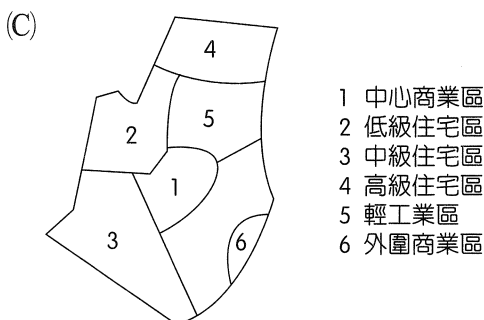 (C)
4
2
5
1
3
6
1 中心商業區
2 低級住宅區
3 中級住宅區
4 高級住宅區
5 輕工業區
6 外圍商業區